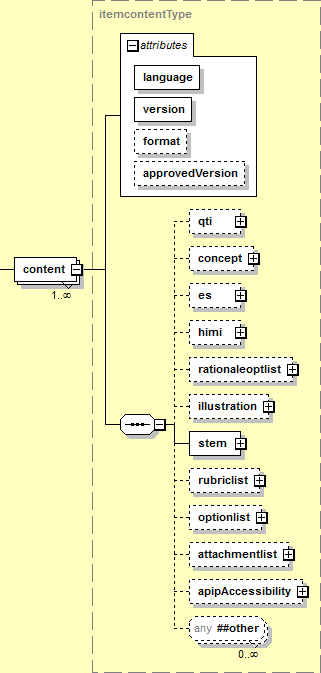 itemcontentType
attributes
language
version
format
approvedVersion
content
1..∞
qti
concept
es
himi
rationaleoptlist
illustration
stem
rubriclist
optionlist
attachmentlist
apipAccessibility
any ##other
0..∞